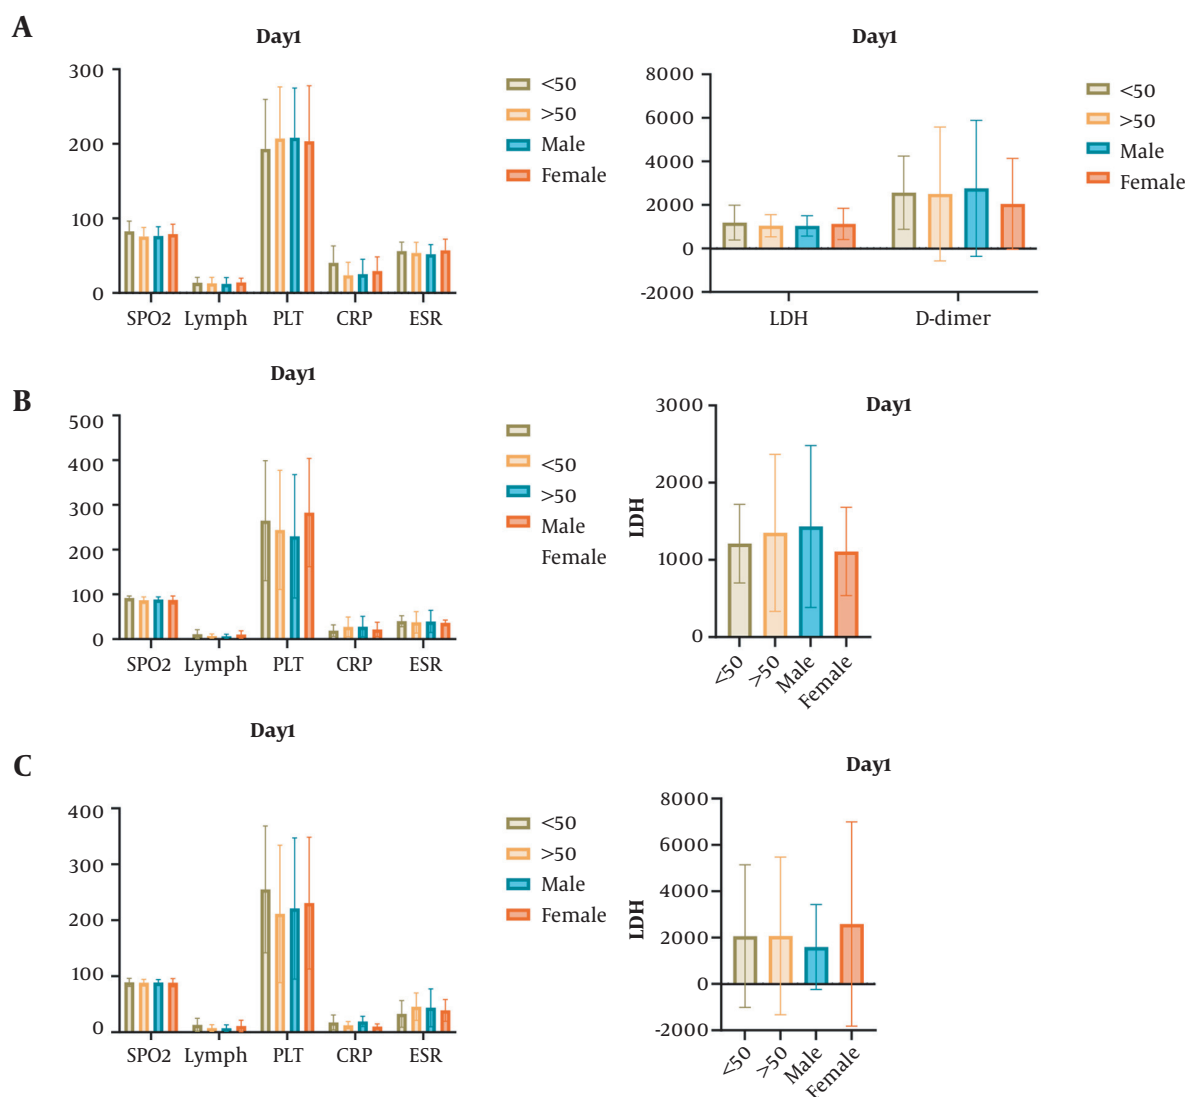 A
Day1
300
200
100
0
SPO2 Lymph PLT CRP ESR
<50
>50
Male
Female
Day1
8000
6000
4000
2000
0
-2000
LDH D-dimer
<50
>50
Male
Female
B
Day1
500
400
300
200
100
0
SPO2 Lymph PLT CRP ESR
<50
>50
Male
Female
Day1
LDH
3000
2000
1000
0
<50 >50 Male Female
C
Day1
400
300
200
100
0
SPO2 Lymph PLT CRP ESR
<50
>50
Male
Female
Day1
LDH
8000
6000
4000
2000
0
-2000
<50 >50 Male Female